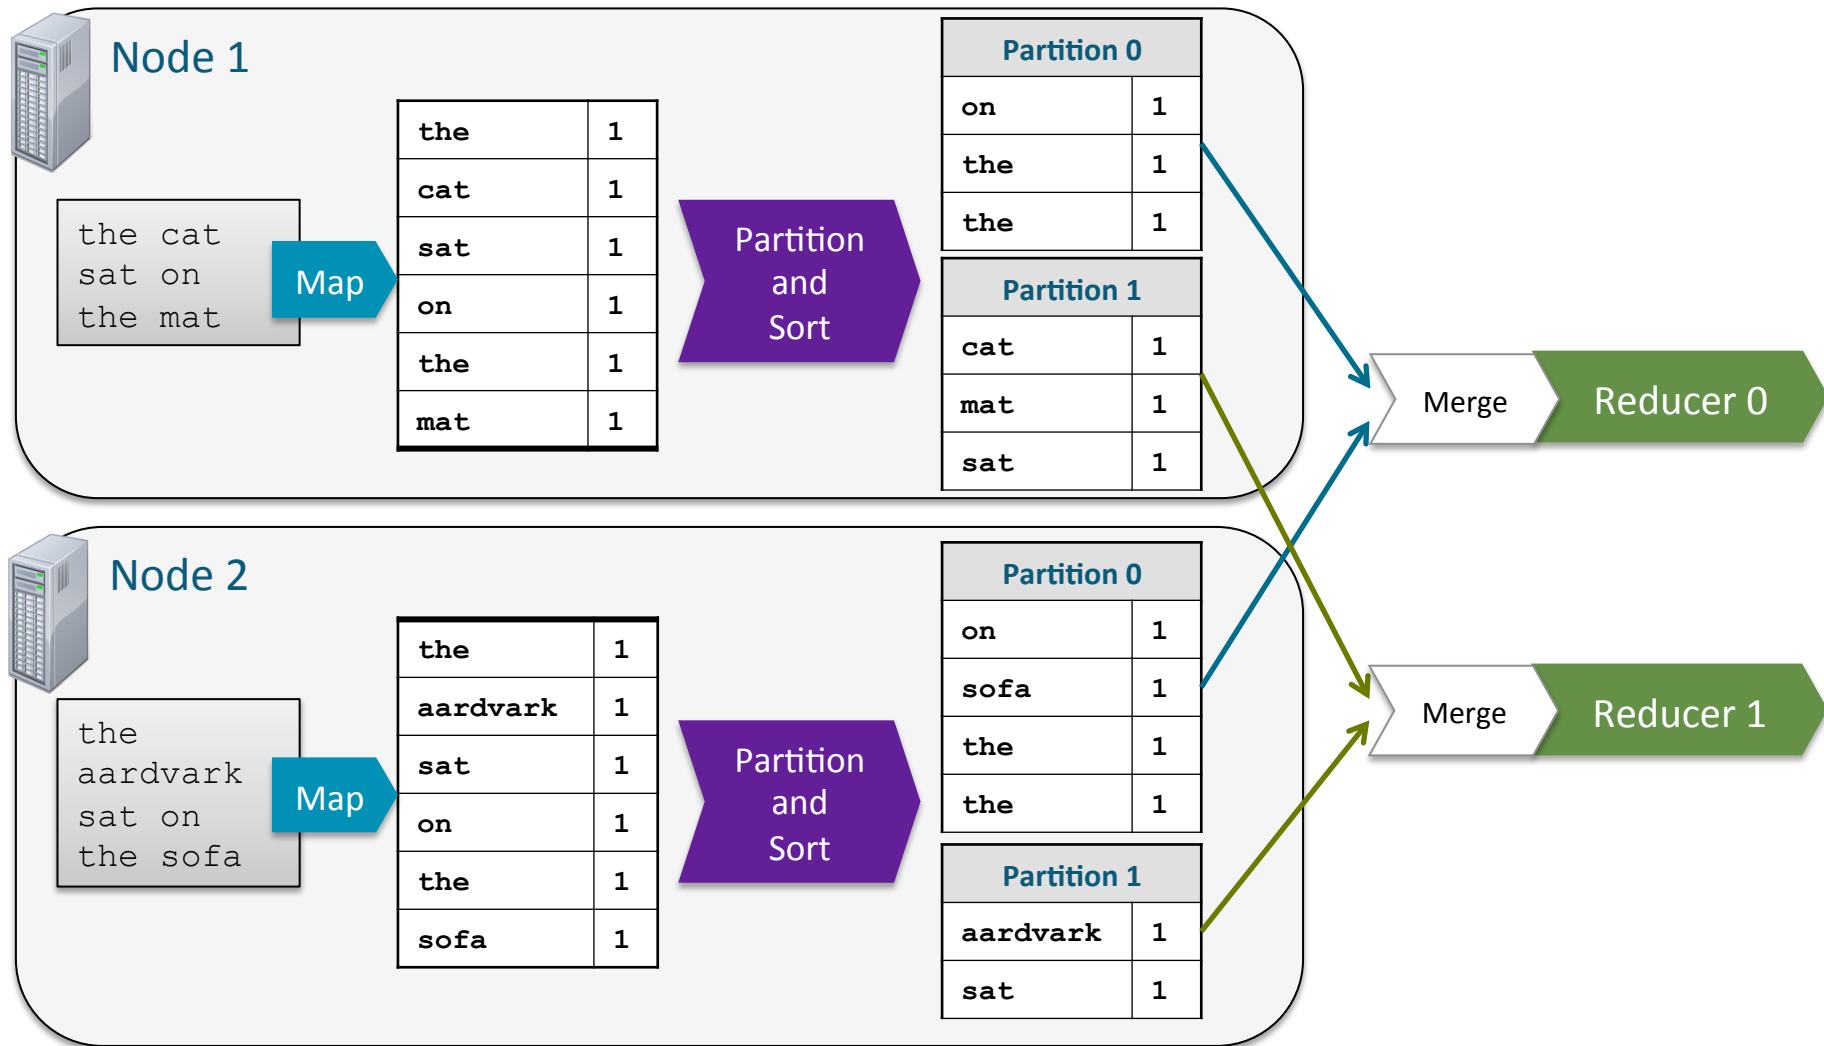 Node 1
the cat
sat on
the mat
Map
the 1
cat 1
sat 1
on 1
the 1
mat 1
Partition
and
Sort
Partition 0
on 1
the 1
the 1
Partition 1
cat 1
mat 1
sat 1
Node 2
the
aardvark
sat on
the sofa
Map
the 1
aardvark 1
sat 1
on 1
the 1
sofa 1
Partition
and
Sort
Partition 0
on 1
sofa 1
the 1
the 1
Partition 1
aardvark 1
sat 1
Merge
Reducer 0
Merge
Reducer 1